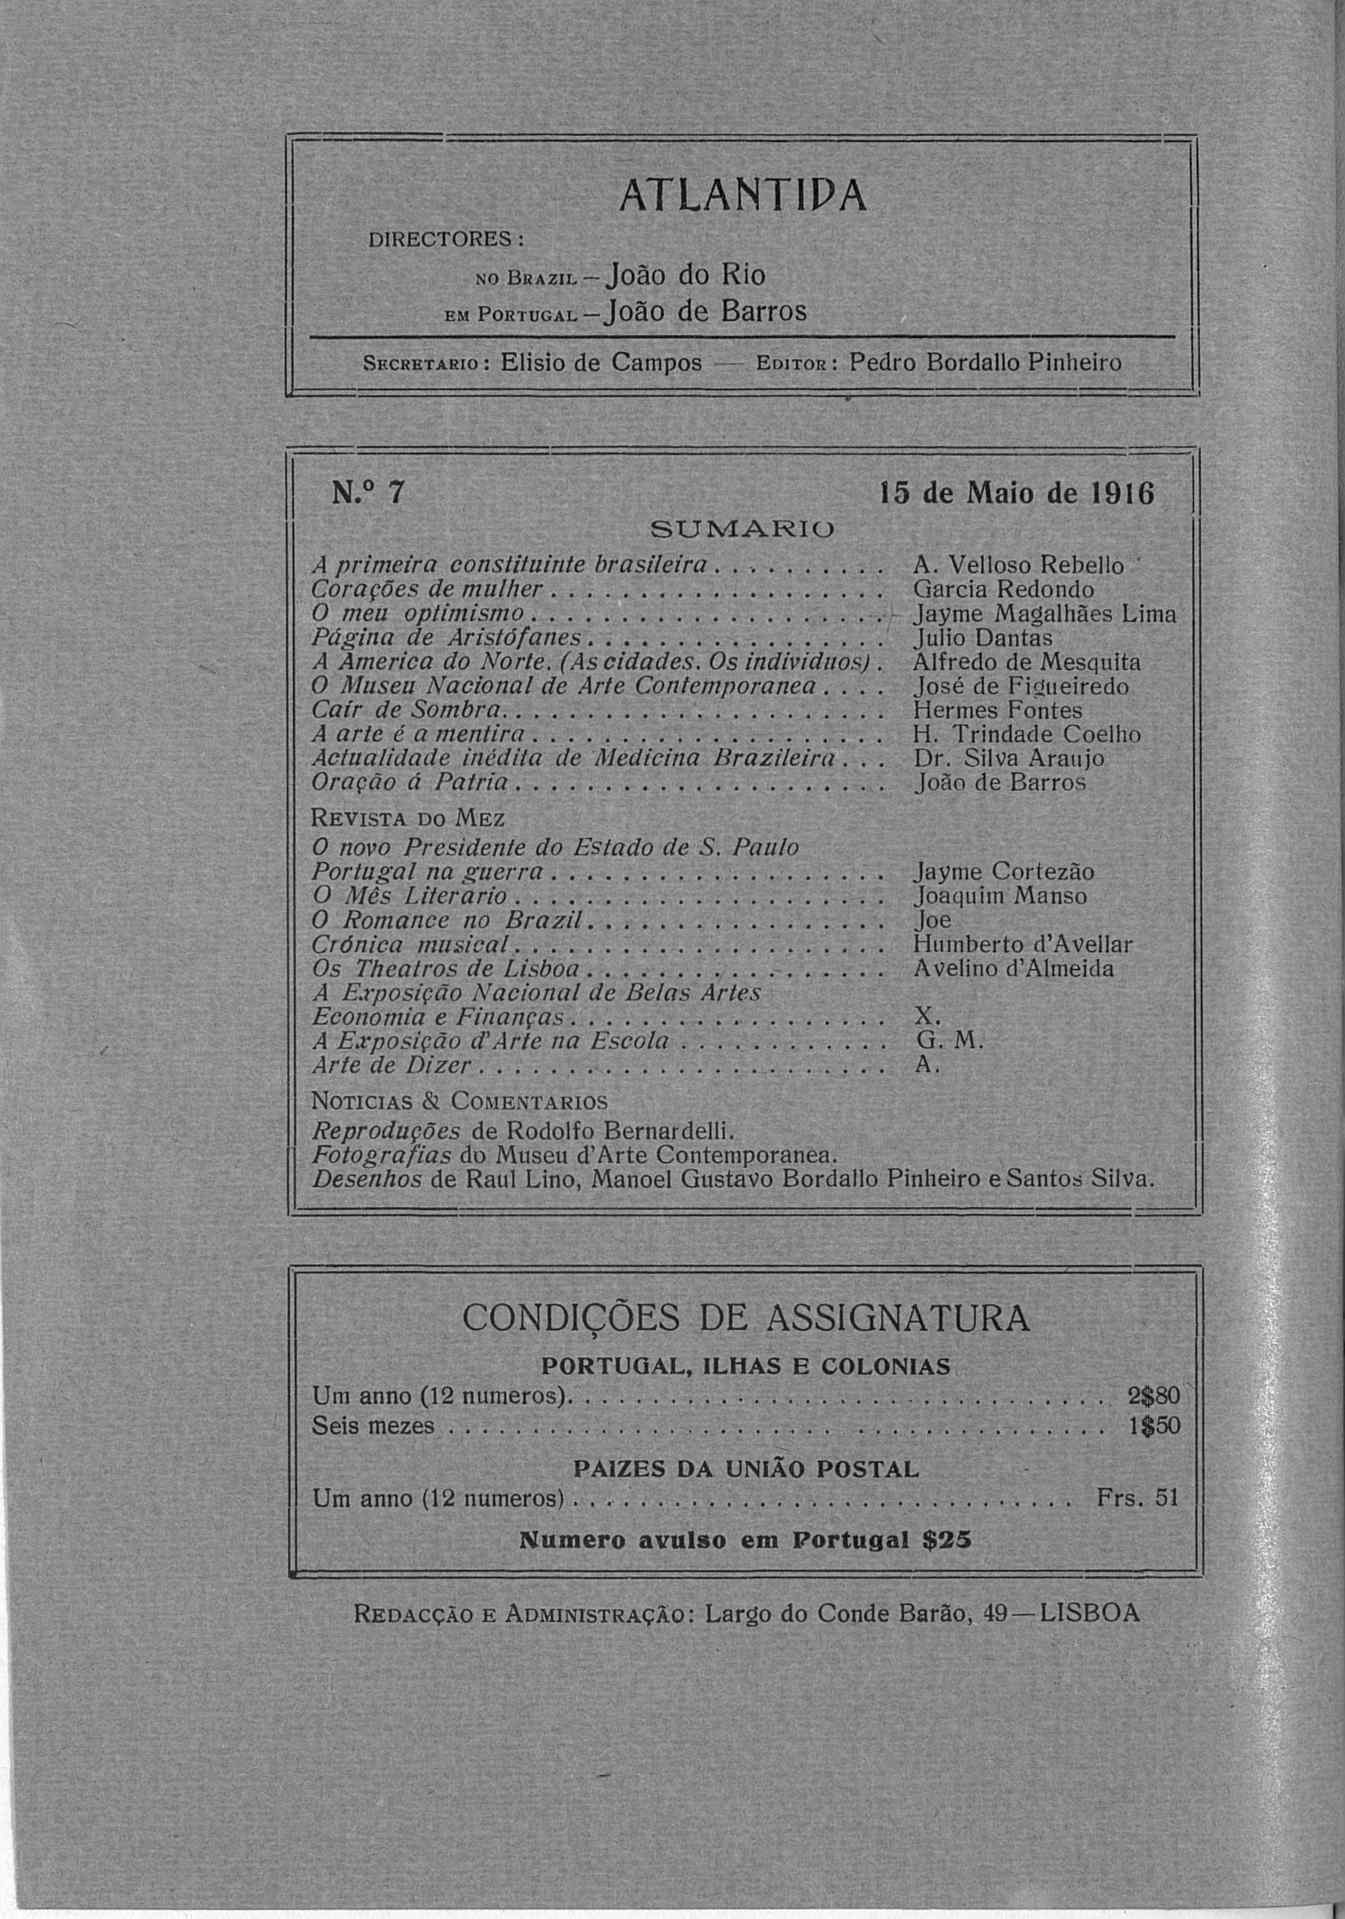 ATLANTIDA
DIRECTORES:
NO BRAZIL — João do Rio
EM PORTUGAL — João de Barros
SECRETARIO: Elisio de Campos — EDITOR: Pedro Bordallo Pinheiro
N.º 7 15 de Maio de 1916
SUMARIO
A primeira constituinte brasileira . . . . . . . . . . A. Velloso Rebello
Corações de mulher . . . . . . . . . . . . . . . . . . . Garcia Redondo
O meu optimismo . . . . . . . . . . . . . . . . . . . . Jayme Magalhães Lima
Página de Aristófanes . . . . . . . . . . . . . . . . . Julio Dantas
A America do Norte. (As cidades. Os individuos) . Alfredo de Mesquita
O Museu Nacional de Arte Contemporanea . . . . José de Figueiredo
Caír de Sombra. . . . . . . . . . . . . . . . . . . . . . Hermes Fontes
A arte é a mentira . . . . . . . . . . . . . . . . . . . . H. Trindade Coelho
Actualidade inédita de Medicina Brazileira . . . Dr. Silva Araujo
Oração á Patria . . . . . . . . . . . . . . . . . . . . . João de Barros
REVISTA DO MEZ
O novo Presidente do Estado de S. Paulo
Portugal na guerra . . . . . . . . . . . . . . . . . . . Jayme Cortezão
O Mês Literario . . . . . . . . . . . . . . . . . . . . . Joaquim Manso
O Romance no Brazil . . . . . . . . . . . . . . . . . Joe
Crónica musical . . . . . . . . . . . . . . . . . . . . . Humberto d'Avellar
Os Theatros de Lisboa . . . . . . . . . . . . . . . . . Avelino d'Almeida
A Exposição Nacional de Belas Artes
Economia e Finanças . . . . . . . . . . . . . . . . . . X.
A Exposição d'Arte na Escola . . . . . . . . . . . . G. M.
Arte de Dizer . . . . . . . . . . . . . . . . . . . . . . . A.
NOTICIAS & COMENTARIOS
Reproduções de Rodolfo Bernardelli.
Fotografias do Museu d'Arte Contemporanea.
Desenhos de Raul Lino, Manoel Gustavo Bordallo Pinheiro e Santos Silva.
CONDIÇÕES DE ASSIGNATURA
PORTUGAL, ILHAS E COLONIAS
Um anno (12 numeros). . . . . . . . . . . . . . . . . . . . . . . . . . . . . . 2$80
Seis mezes . . . . . . . . . . . . . . . . . . . . . . . . . . . . . . . . . . . . 1$50
PAIZES DA UNIÃO POSTAL
Um anno (12 numeros) . . . . . . . . . . . . . . . . . . . . . . . . . . . . Frs. 51
Numero avulso em Portugal $25
REDACÇÃO E ADMINISTRAÇÃO: Largo do Conde Barão, 49 — LISBOA